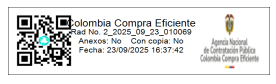 Colombia Compra Eficiente
Rad No. 2_2025_09_23_010069
Anexos: No Con copia: No
Fecha: 23/09/2025 16:37:42
Agencia Nacional
de Contratación Pública
Colombia Compra Eficiente